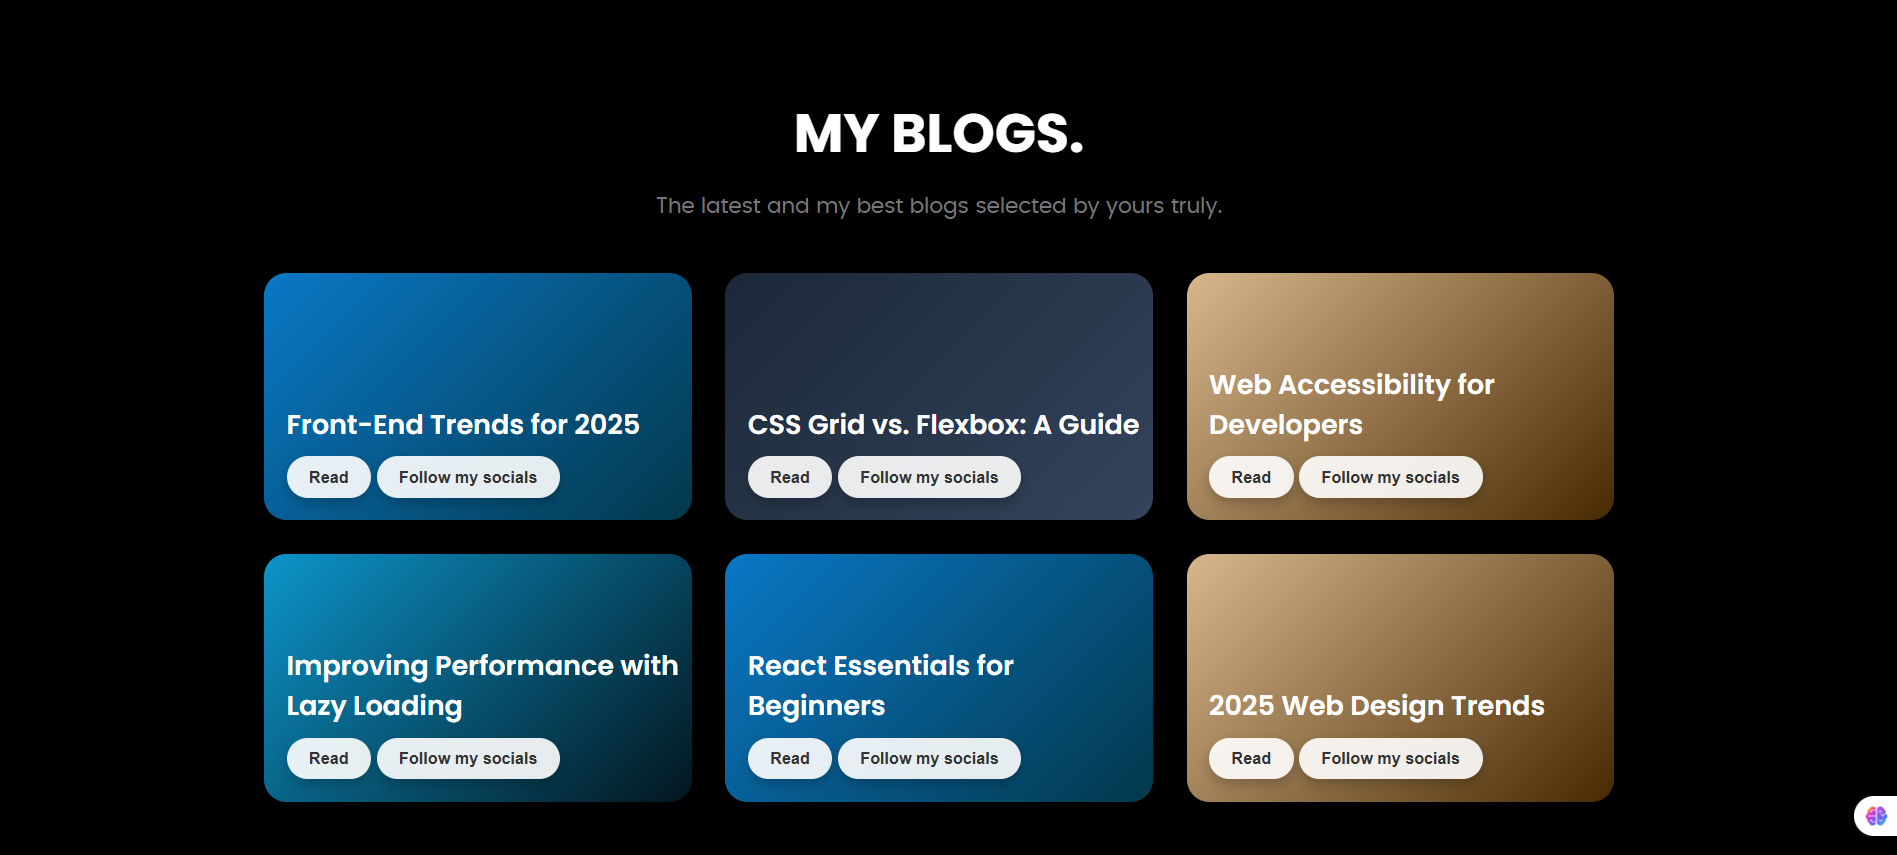 MY BLOGS.
The latest and my best blogs selected by yours truly.
Front-End Trends for 2025
Read
Follow my socials
CSS Grid vs. Flexbox: A Guide
Read
Follow my socials
Web Accessibility for
Developers
Read
Follow my socials
Improving Performance with
Lazy Loading
Read
Follow my socials
React Essentials for
Beginners
Read
Follow my socials
2025 Web Design Trends
Read
Follow my socials